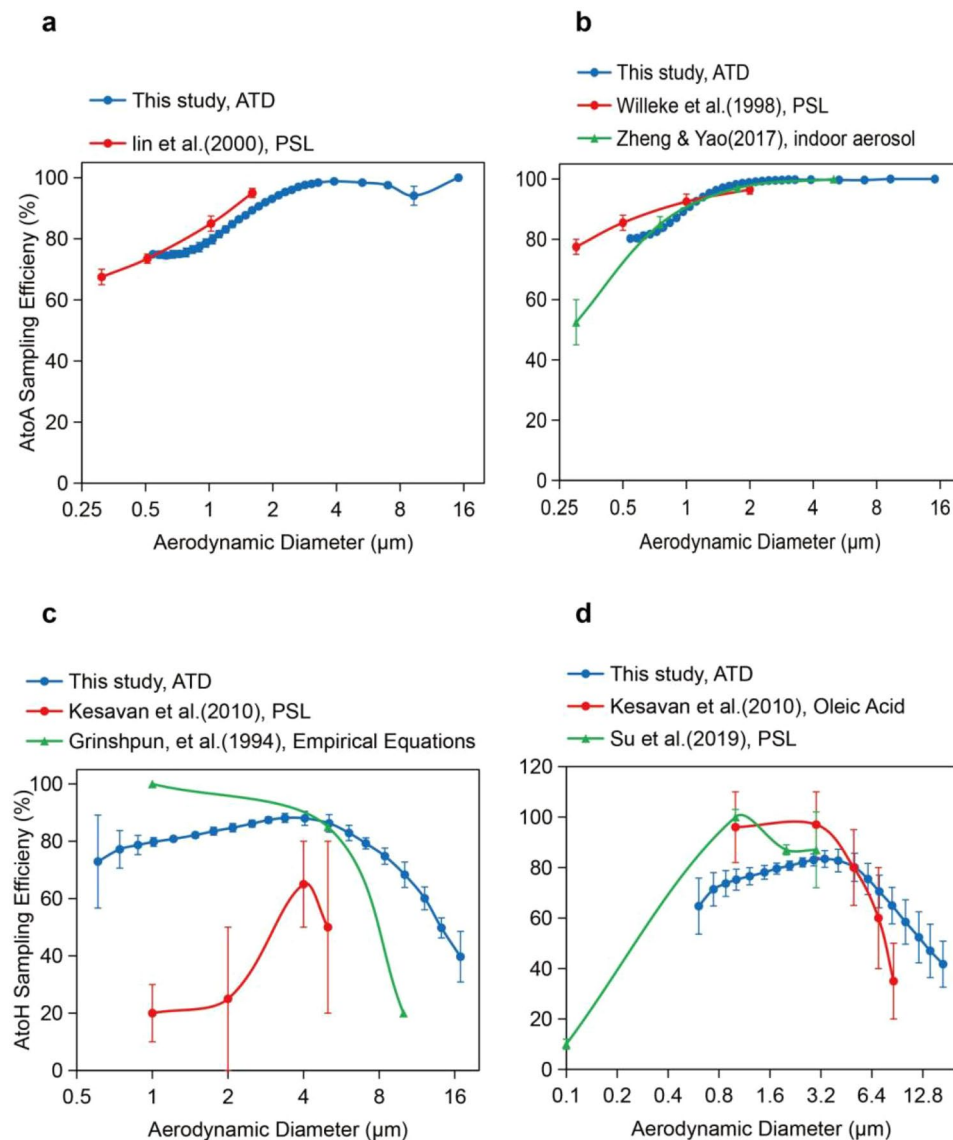 a
This study, ATD
lin et al.(2000), PSL
AtoA Sampling Efficieny (%)
100
80
60
40
20
0
0.25 0.5 1 2 4 8 16
Aerodynamic Diameter (μm)
b
This study, ATD
Willeke et al.(1998), PSL
Zheng & Yao(2017), indoor aerosol
100
80
60
40
20
0
0.25 0.5 1 2 4 8 16
Aerodynamic Diameter (μm)
c
This study, ATD
Kesavan et al.(2010), PSL
Grinshpun, et al.(1994), Empirical Equations
AtoH Sampling Efficieny (%)
100
80
60
40
20
0
0.5 1 2 4 8 16
Aerodynamic Diameter (μm)
d
This study, ATD
Kesavan et al.(2010), Oleic Acid
Su et al.(2019), PSL
120
100
80
60
40
20
0
0.1 0.2 0.4 0.8 1.6 3.2 6.4 12.8
Aerodynamic Diameter (μm)